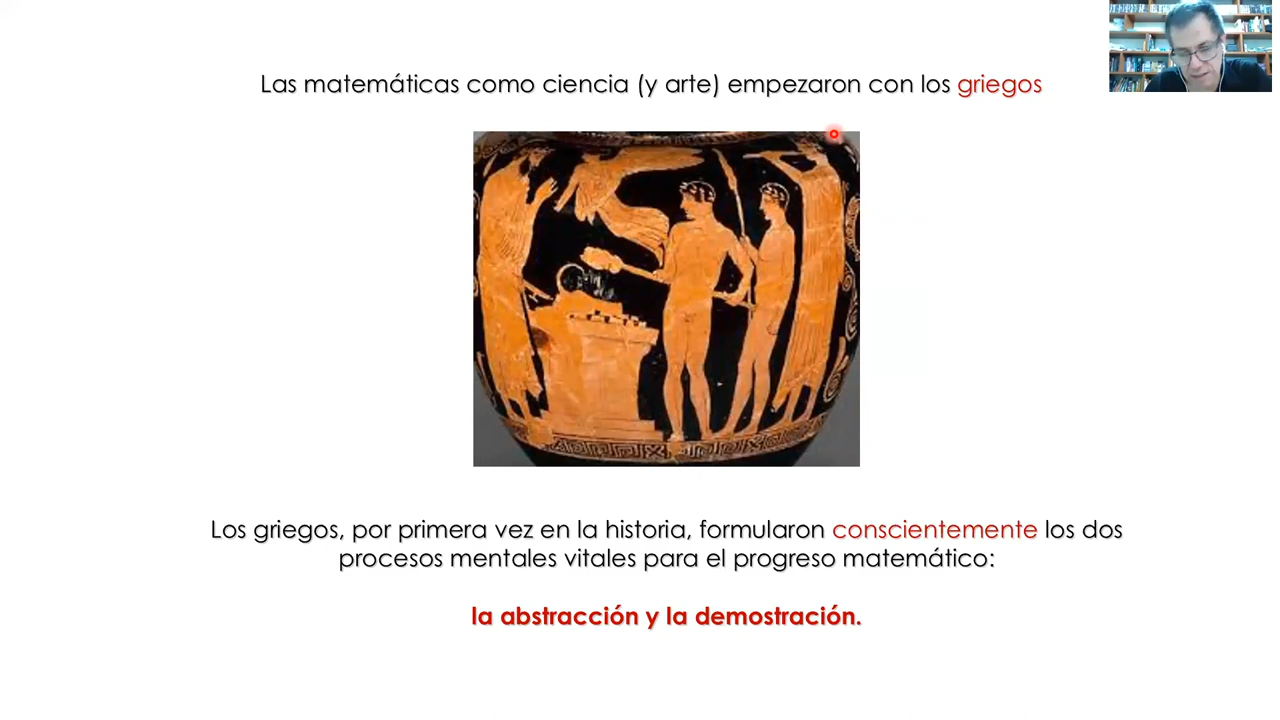 Las matemáticas como ciencia (y arte) empezaron con los griegos
Los griegos, por primera vez en la historia, formularon conscientemente los dos
procesos mentales vitales para el progreso matemático:
la abstracción y la demostración.